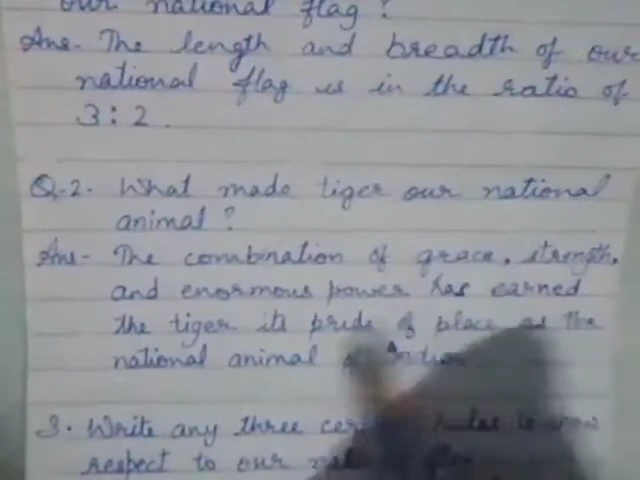 our national flag?
Ans- The length and breadth of our
national flag is in the ratio of
3:2.
Q-2. What made tiger our national
animal?
Ans- The combination of grace, strength,
and enormous power has earned
the tiger its pride of place as the
national animal of
3. Write any three
respect to our